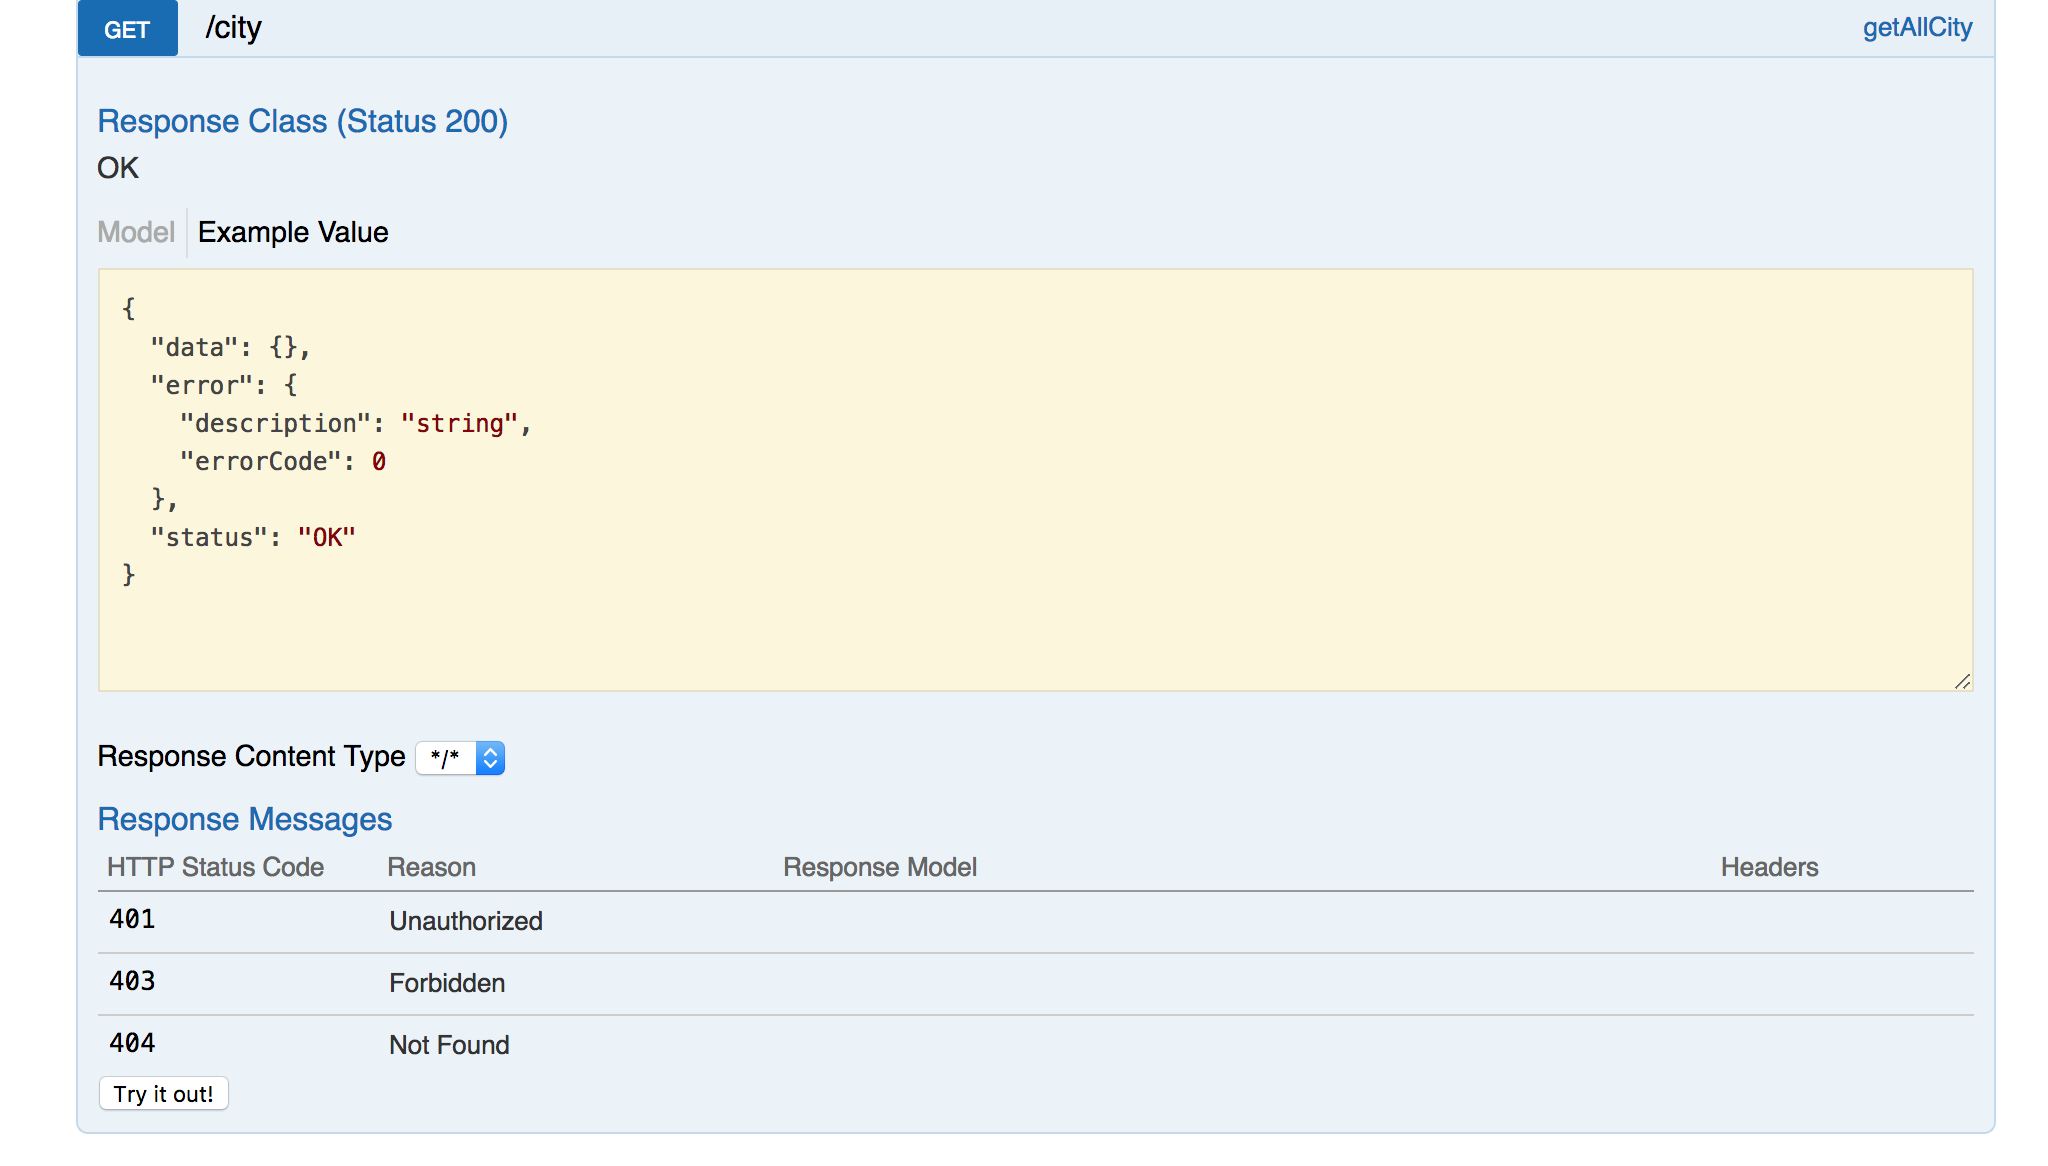 GET /city getAllCity
Response Class (Status 200)
OK
Model Example Value
{
  "data": {},
  "error": {
    "description": "string",
    "errorCode": 0
  },
  "status": "OK"
}
Response Content Type */*
Response Messages
HTTP Status Code Reason Response Model Headers
401 Unauthorized
403 Forbidden
404 Not Found
Try it out!